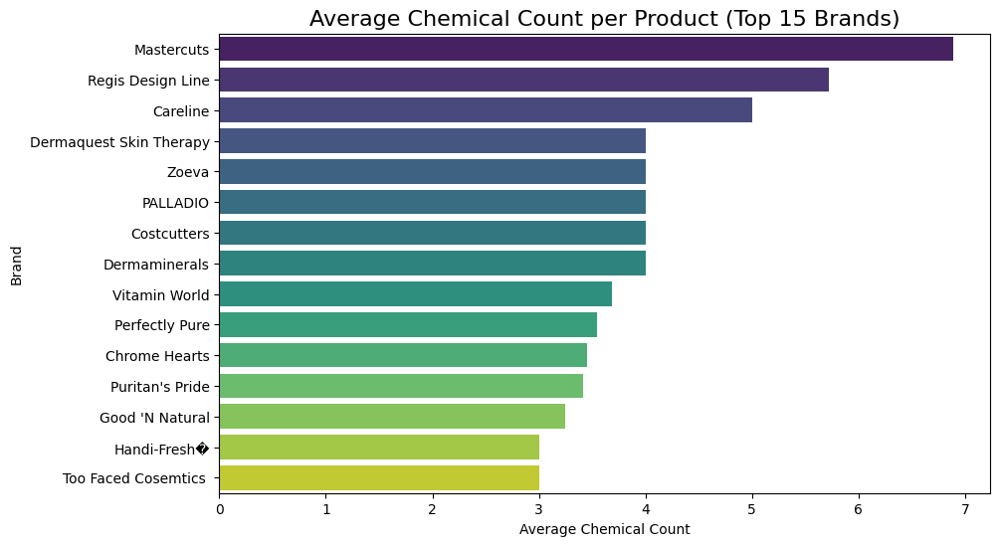 Average Chemical Count per Product (Top 15 Brands)
Mastercuts
Regis Design Line
Careline
Dermaquest Skin Therapy
Zoeva
PALLADIO
Costcutters
Dermaminerals
Vitamin World
Perfectly Pure
Chrome Hearts
Puritan's Pride
Good 'N Natural
Handi-Fresh�
Too Faced Cosemtics
Brand
0 1 2 3 4 5 6 7
Average Chemical Count